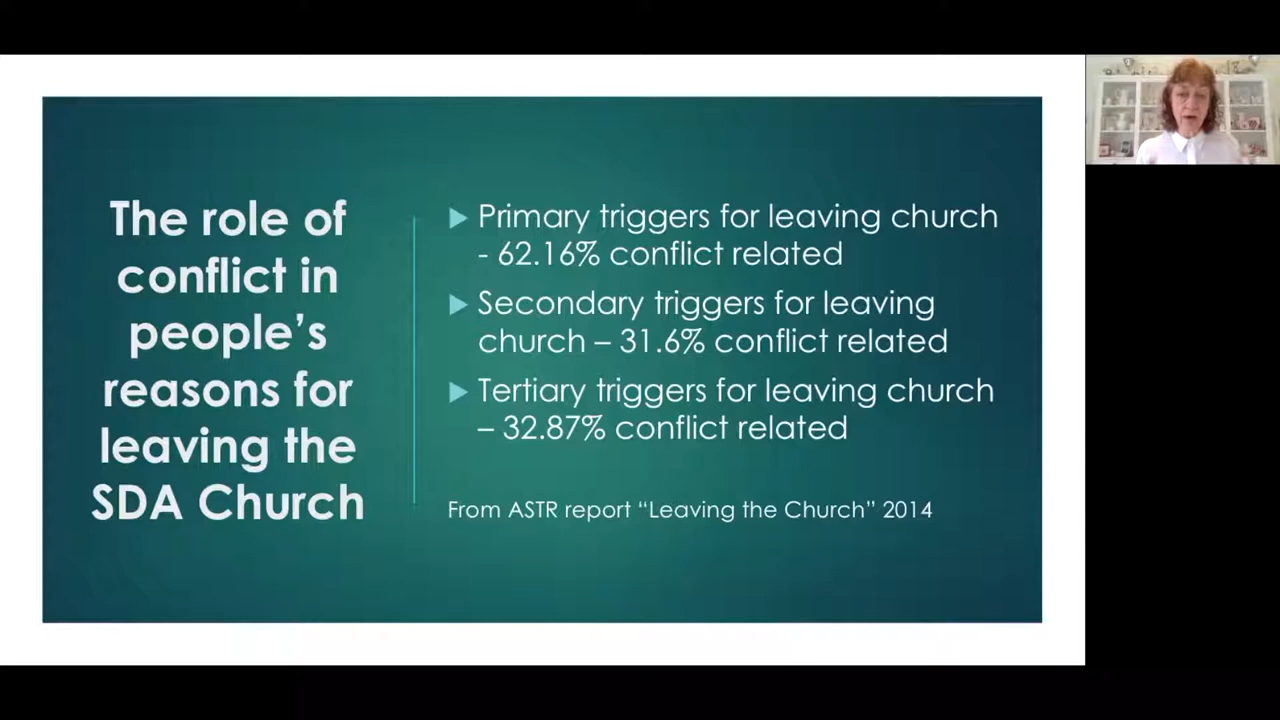 The role of
conflict in
people’s
reasons for
leaving the
SDA Church
Primary triggers for leaving church
- 62.16% conflict related
Secondary triggers for leaving
church – 31.6% conflict related
Tertiary triggers for leaving church
– 32.87% conflict related
From ASTR report “Leaving the Church” 2014